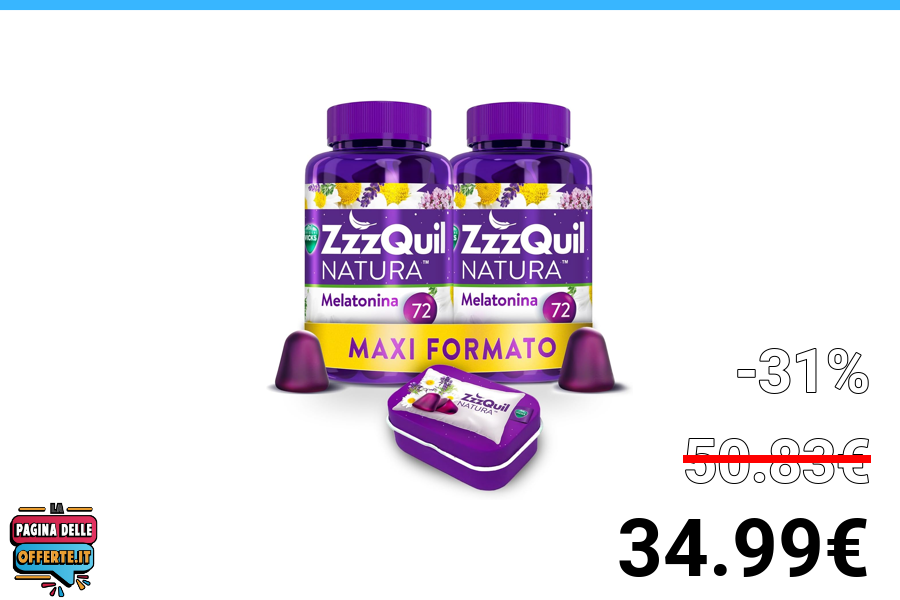 ZzzQuil
NATURA™
Melatonina
72
ZzzQuil
NATURA™
Melatonina
72
MAXI FORMATO
ZzzQuil
NATURA™
-31%
50.83€
34.99€
LA
PAGINA DELLE
OFFERTE.IT